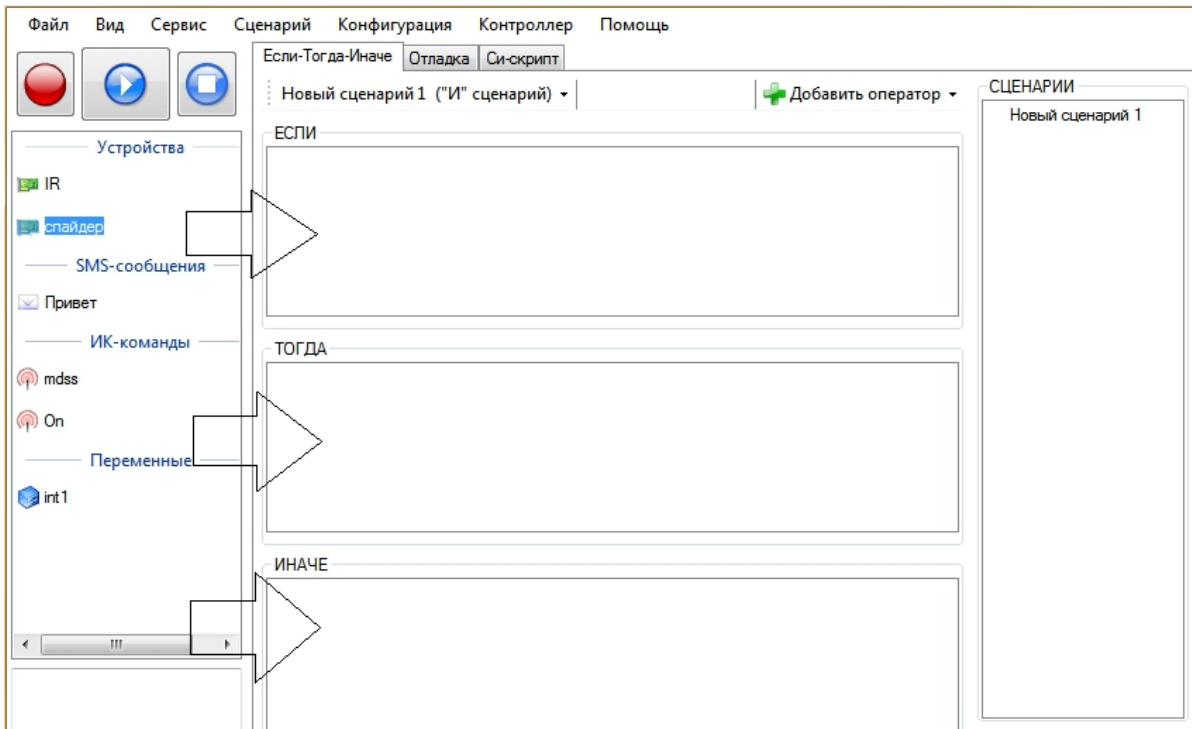 Файл Вид Сервис Сценарий Конфигурация Контроллер Помощь
Если-Тогда-Иначе Отладка Си-скрипт
Новый сценарий 1 ("И" сценарий) Добавить оператор
СЦЕНАРИИ
Новый сценарий 1
Устройства
IR
спайдер
SMS-сообщения
Привет
ИК-команды
mdss
On
Переменные
int1
ЕСЛИ
ТОГДА
ИНАЧЕ